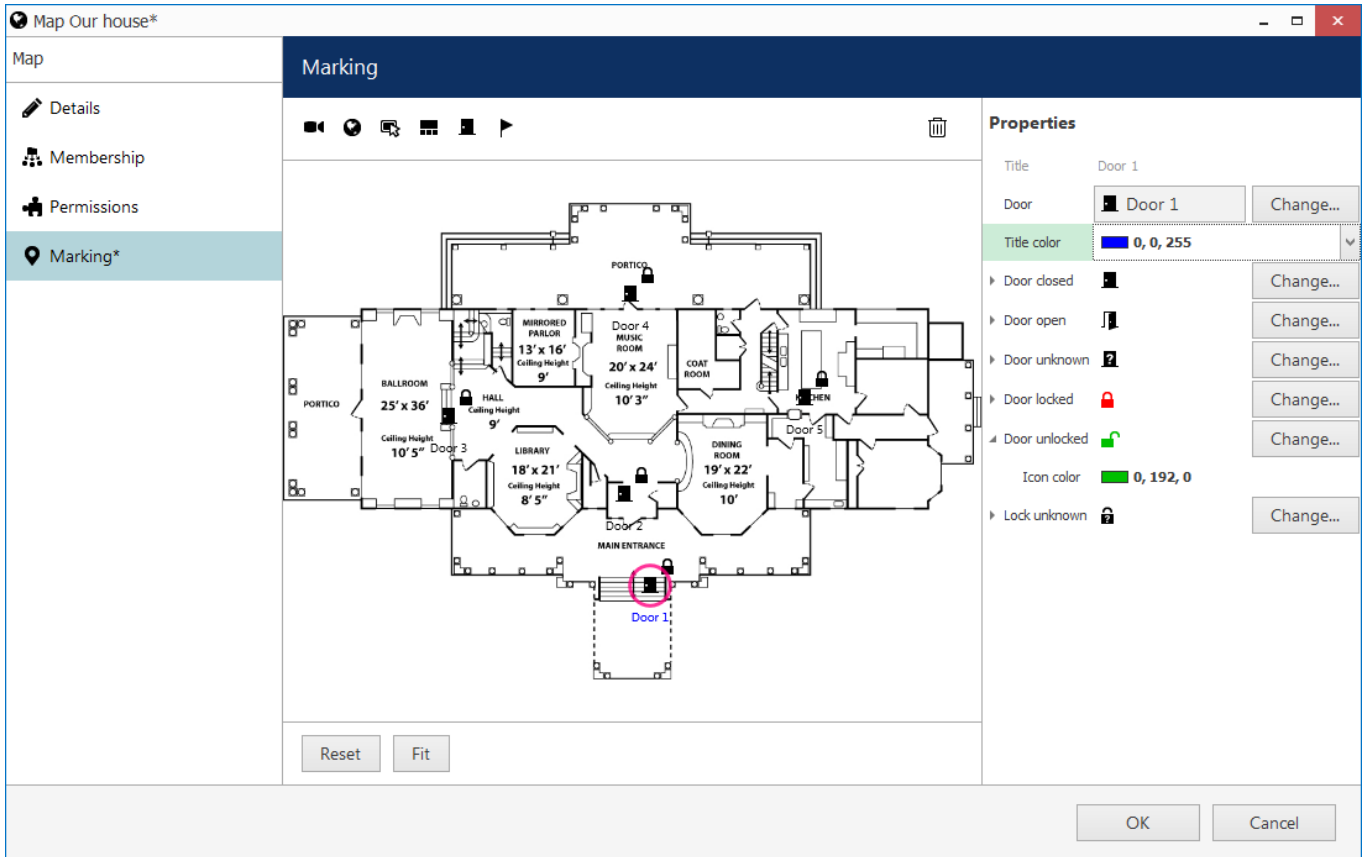 Map Our house*
Map
Marking
Details
Membership
Permissions
Marking*
PORTICO
Door 4
MUSIC
ROOM
20' x 24'
Ceiling Height
10' 3"
MIRRORED
PARLOR
13' x 16'
Ceiling Height
9'
COAT
ROOM
PORTICO
BALLROOM
25' x 36'
Ceiling Height
10' 5"
Door 3
HALL
Ceiling Height
9'
KITCHEN
Door 5
LIBRARY
18' x 21'
Ceiling Height
8' 5"
DINING
ROOM
19' x 22'
Ceiling Height
10'
Door 2
MAIN ENTRANCE
Door 1
Reset
Fit
Properties
Title Door 1
Door Door 1 Change...
Title color 0, 0, 255
Door closed Change...
Door open Change...
Door unknown Change...
Door locked Change...
Door unlocked Change...
Icon color 0, 192, 0
Lock unknown Change...
OK
Cancel